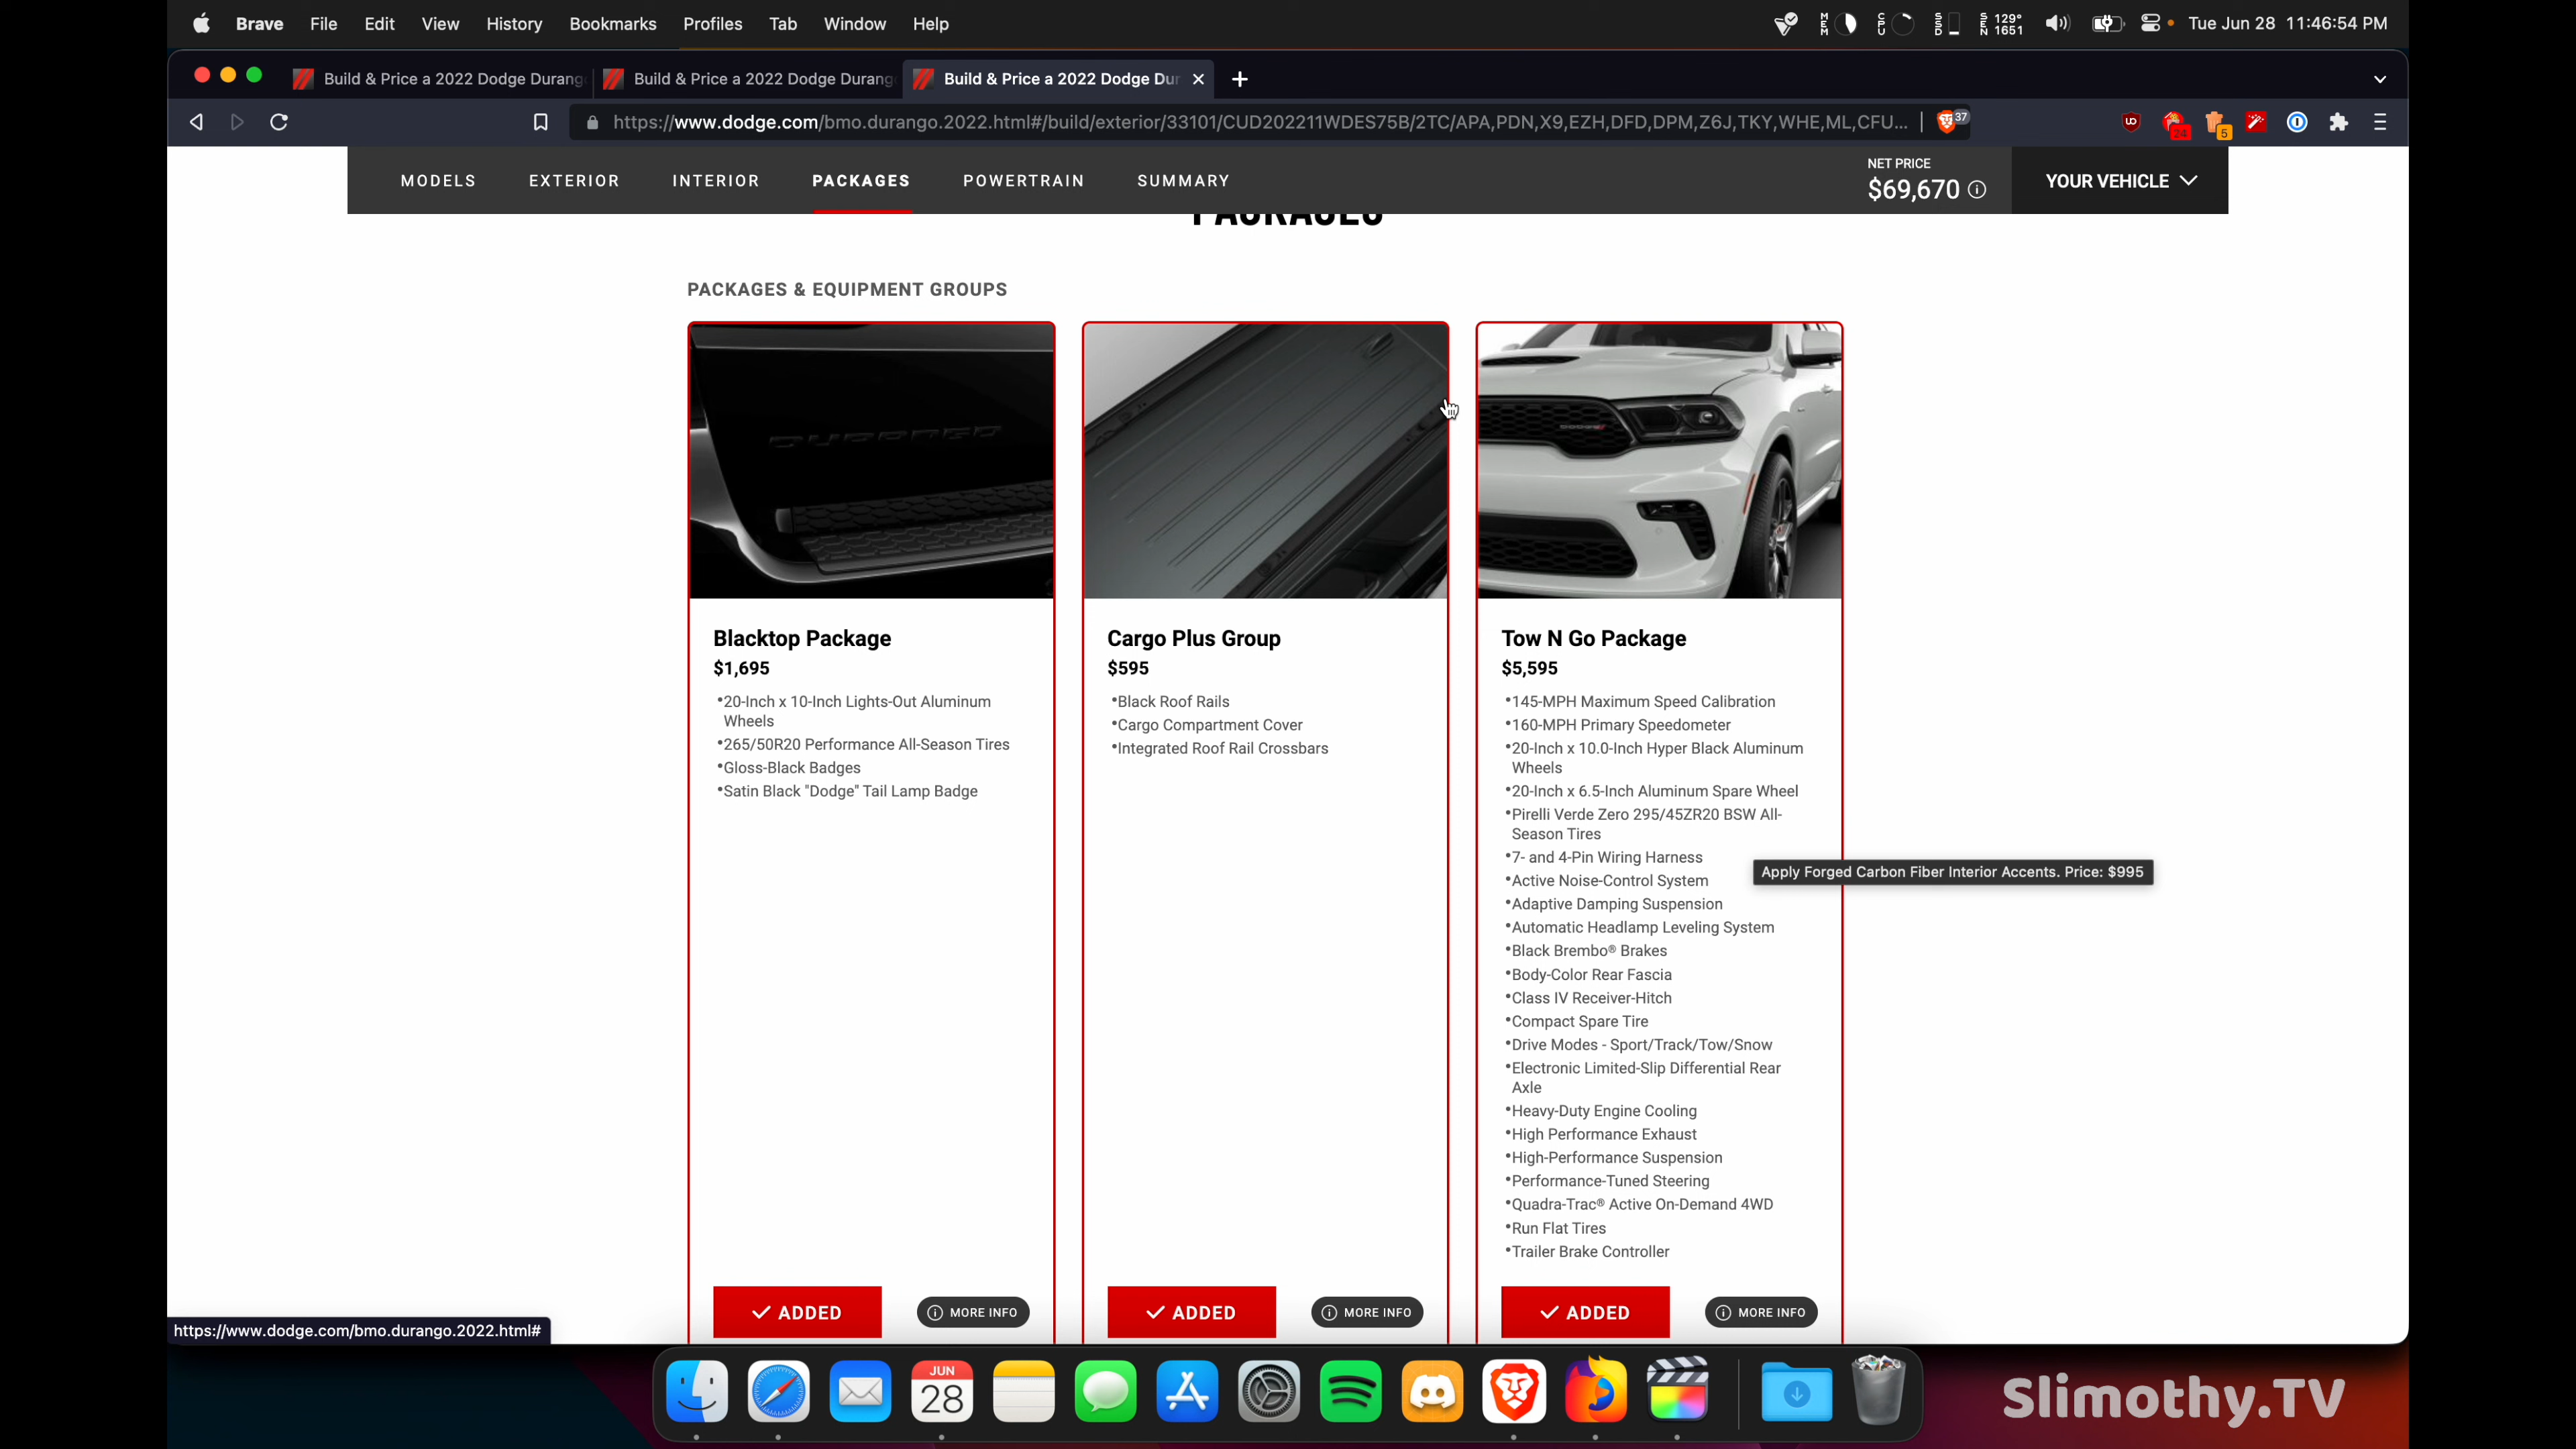 Brave File Edit View History Bookmarks Profiles Tab Window Help
MEM CPU SSD SEN 129° 1651 Tue Jun 28 11:46:54 PM
Build & Price a 2022 Dodge Durang Build & Price a 2022 Dodge Durang Build & Price a 2022 Dodge Dur
https://www.dodge.com/bmo.durango.2022.html#/build/exterior/33101/CUD202211WDES75B/2TC/APA,PDN,X9,EZH,DFD,DPM,Z6J,TKY,WHE,ML,CFU... 37 24 5
MODELS EXTERIOR INTERIOR PACKAGES POWERTRAIN SUMMARY
NET PRICE
$69,670
YOUR VEHICLE
PACKAGES
PACKAGES & EQUIPMENT GROUPS
DURANGO
Blacktop Package
$1,695
•20-Inch x 10-Inch Lights-Out Aluminum
Wheels
•265/50R20 Performance All-Season Tires
•Gloss-Black Badges
•Satin Black "Dodge" Tail Lamp Badge
ADDED
MORE INFO
Cargo Plus Group
$595
•Black Roof Rails
•Cargo Compartment Cover
•Integrated Roof Rail Crossbars
ADDED
MORE INFO
Tow N Go Package
$5,595
•145-MPH Maximum Speed Calibration
•160-MPH Primary Speedometer
•20-Inch x 10.0-Inch Hyper Black Aluminum
Wheels
•20-Inch x 6.5-Inch Aluminum Spare Wheel
•Pirelli Verde Zero 295/45ZR20 BSW All-
Season Tires
•7- and 4-Pin Wiring Harness
•Active Noise-Control System
•Adaptive Damping Suspension
•Automatic Headlamp Leveling System
•Black Brembo® Brakes
•Body-Color Rear Fascia
•Class IV Receiver-Hitch
•Compact Spare Tire
•Drive Modes - Sport/Track/Tow/Snow
•Electronic Limited-Slip Differential Rear
Axle
•Heavy-Duty Engine Cooling
•High Performance Exhaust
•High-Performance Suspension
•Performance-Tuned Steering
•Quadra-Trac® Active On-Demand 4WD
•Run Flat Tires
•Trailer Brake Controller
ADDED
MORE INFO
Apply Forged Carbon Fiber Interior Accents. Price: $995
https://www.dodge.com/bmo.durango.2022.html#
JUN
28
Slimothy.TV